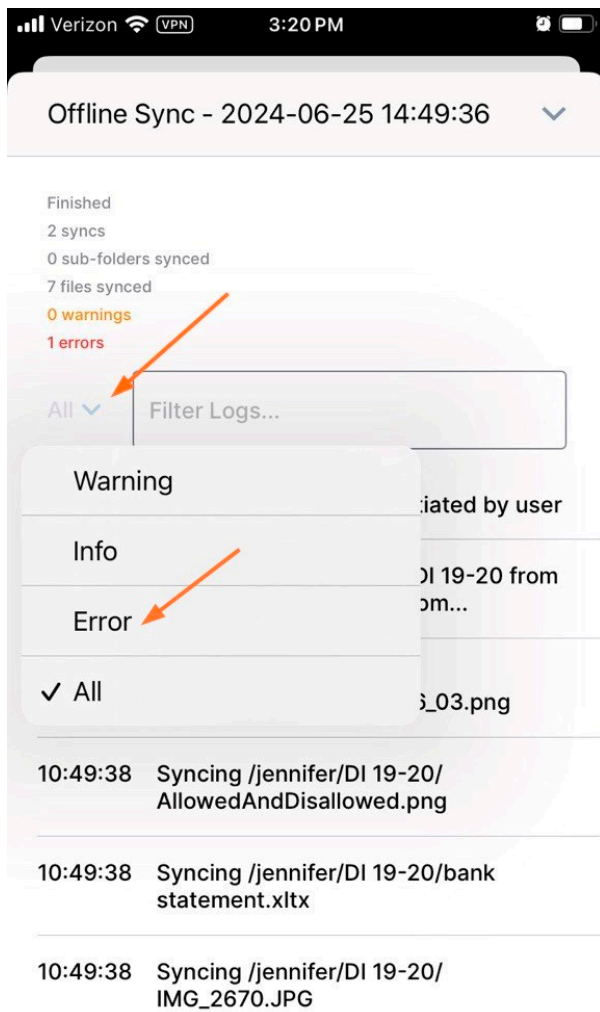 Verizon VPN 3:20 PM
Offline Sync - 2024-06-25 14:49:36
Finished
2 syncs
0 sub-folders synced
7 files synced
0 warnings
1 errors
All Filter Logs...
Warning
by user
Info
19-20 from
Error
✓ All
_03.png
10:49:38 Syncing /jennifer/DI 19-20/
AllowedAndDisallowed.png
10:49:38 Syncing /jennifer/DI 19-20/bank
statement.xltx
10:49:38 Syncing /jennifer/DI 19-20/
IMG_2670.JPG